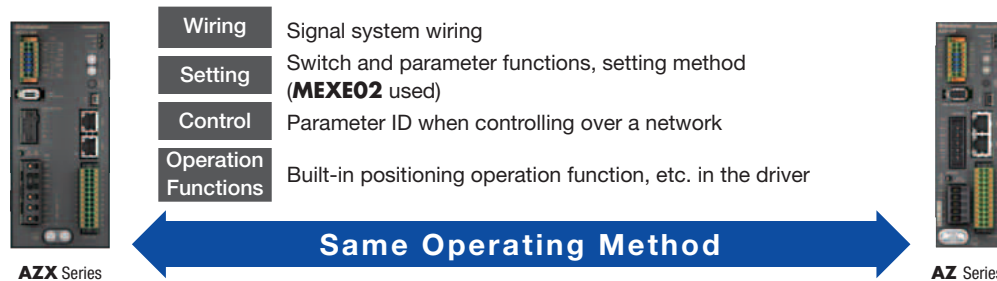 Wiring
Signal system wiring
Setting
Switch and parameter functions, setting method
(MEXE02 used)
Control
Parameter ID when controlling over a network
Operation
Functions
Built-in positioning operation function, etc. in the driver
Same Operating Method
AZX Series
AZ Series